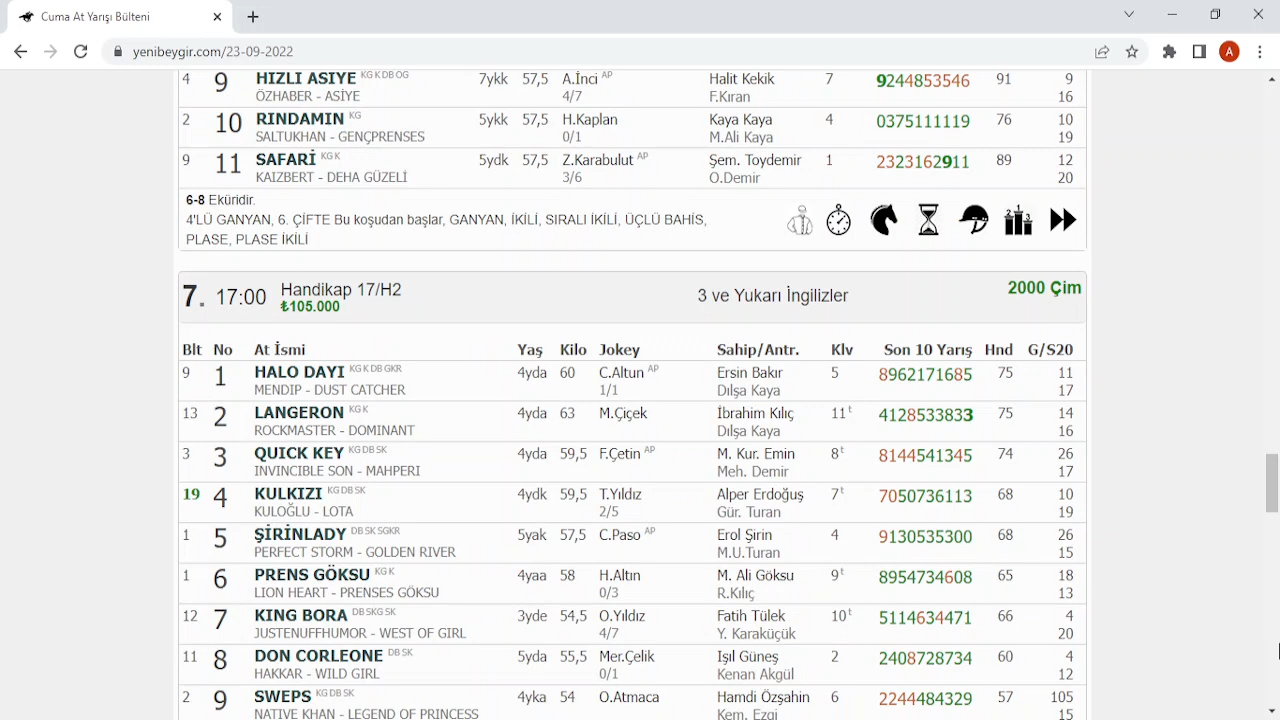 Cuma At Yarışı Bülteni
yenibeygir.com/23-09-2022
A
4 9 HIZLI ASİYE KG K DB OG 7ykk 57,5 A.İnci AP Halit Kekik 7 9244853546 91 9
ÖZHABER - ASİYE 4/7 F.Kıran 16
2 10 RINDAMIN KG 5ykk 57,5 H.Kaplan Kaya Kaya 4 0375111119 76 10
SALTUKHAN - GENÇPRENSES 0/1 M.Ali Kaya 19
9 11 SAFARİ KG K 5ydk 57,5 Z.Karabulut AP Şem. Toydemir 1 2323162911 89 12
KAIZBERT - DEHA GÜZELİ 3/6 O.Demir 20
6-8 Eküridir.
4'LÜ GANYAN, 6. ÇİFTE Bu koşudan başlar, GANYAN, İKİLİ, SIRALI İKİLİ, ÜÇLÜ BAHİS,
PLASE, PLASE İKİLİ
2 1 3
7. 17:00 Handikap 17/H2 3 ve Yukarı İngilizler 2000 Çim
₺105.000
Blt No At İsmi Yaş Kilo Jokey Sahip/Antr. Klv Son 10 Yarış Hnd G/S20
9 1 HALO DAYI KG K DB GKR 4yda 60 C.Altun AP Ersin Bakır 5 8962171685 75 11
MENDIP - DUST CATCHER 1/1 Dılşa Kaya 17
13 2 LANGERON KG K 4yda 63 M.Çiçek İbrahim Kılıç 11 t 4128533833 75 14
ROCKMASTER - DOMINANT Dılşa Kaya 16
3 3 QUICK KEY KG DB SK 4yda 59,5 F.Çetin AP M. Kur. Emin 8 t 8144541345 74 26
INVINCIBLE SON - MAHPERI Meh. Demir 17
19 4 KULKIZI KG DB SK 4ydk 59,5 T.Yıldız Alper Erdoğuş 7 t 7050736113 68 10
KULOĞLU - LOTA 2/5 Gür. Turan 19
1 5 ŞİRİNLADY DB SK SGKR 5yak 57,5 C.Paso AP Erol Şirin 4 9130535300 68 26
PERFECT STORM - GOLDEN RIVER M.U.Turan 15
1 6 PRENS GÖKSU KG K 4yaa 58 H.Altın M. Ali Göksu 9 t 8954734608 65 18
LION HEART - PRENSES GÖKSU 0/3 R.Kılıç 13
12 7 KING BORA DB SKG SK 3yde 54,5 O.Yıldız Fatih Tülek 10 t 5114634471 66 4
JUSTENUFFHUMOR - WEST OF GIRL 4/7 Y. Karaküçük 20
11 8 DON CORLEONE DB SK 5yda 55,5 Mer.Çelik Işıl Güneş 2 2408728734 60 4
HAKKAR - WILD GIRL 0/1 Kenan Akgül 12
2 9 SWEPS KG DB SK 4yka 54 O.Atmaca Hamdi Özşahin 6 2244484329 57 105
NATIVE KHAN - LEGEND OF PRINCESS Kem. Ezgi 15